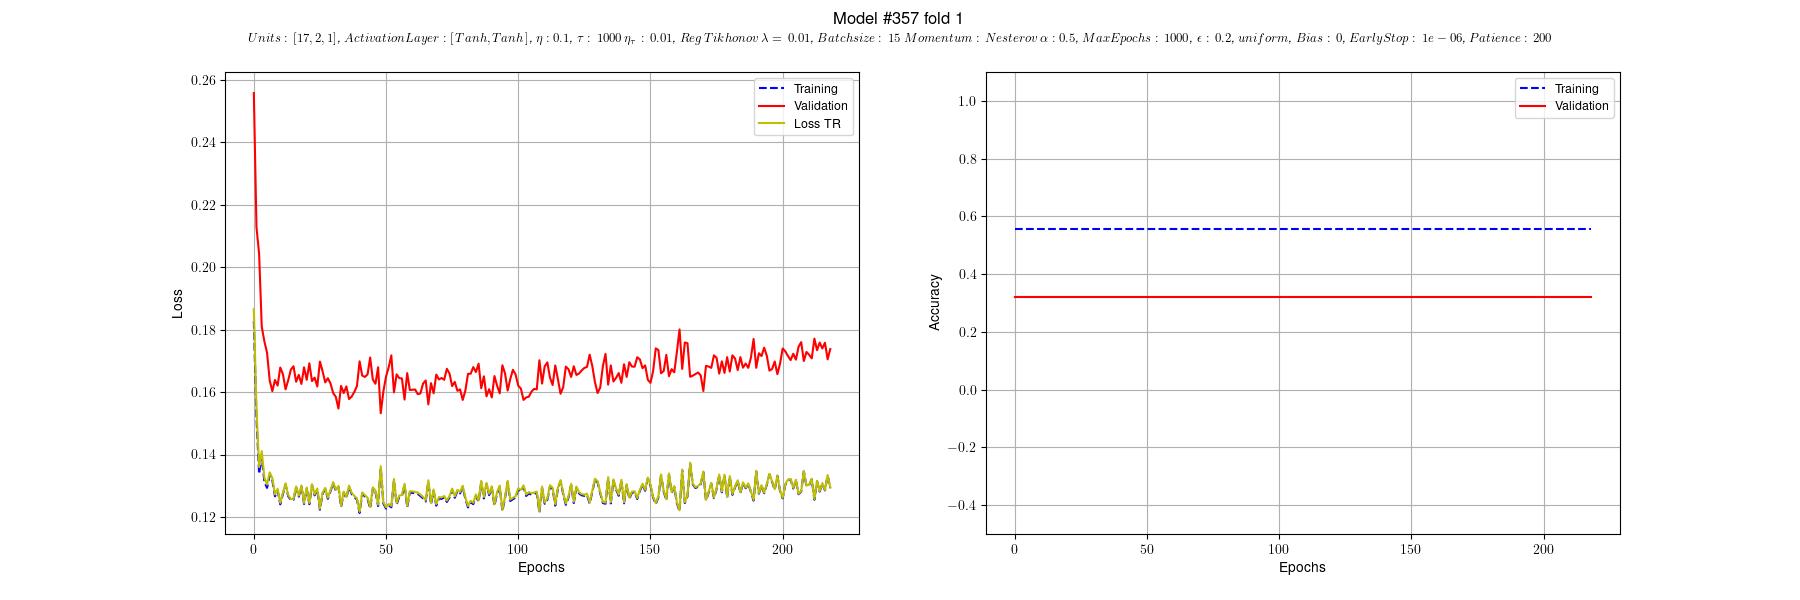 Model #357 fold 1
Units : [17, 2, 1], ActivationLayer : [Tanh, Tanh], η : 0.1, τ : 1000 ητ : 0.01, Reg Tikhonov λ = 0.01, Batchsize : 15 Momentum : Nesterov α : 0.5, MaxEpochs : 1000, ϵ : 0.2, uniform, Bias : 0, EarlyStop : 1e − 06, Patience : 200
0.26
0.24
0.22
0.20
0.18
0.16
0.14
0.12
Loss
0 50 100 150 200
Epochs
Training
Validation
Loss TR
1.0
0.8
0.6
0.4
0.2
0.0
−0.2
−0.4
Accuracy
0 50 100 150 200
Epochs
Training
Validation